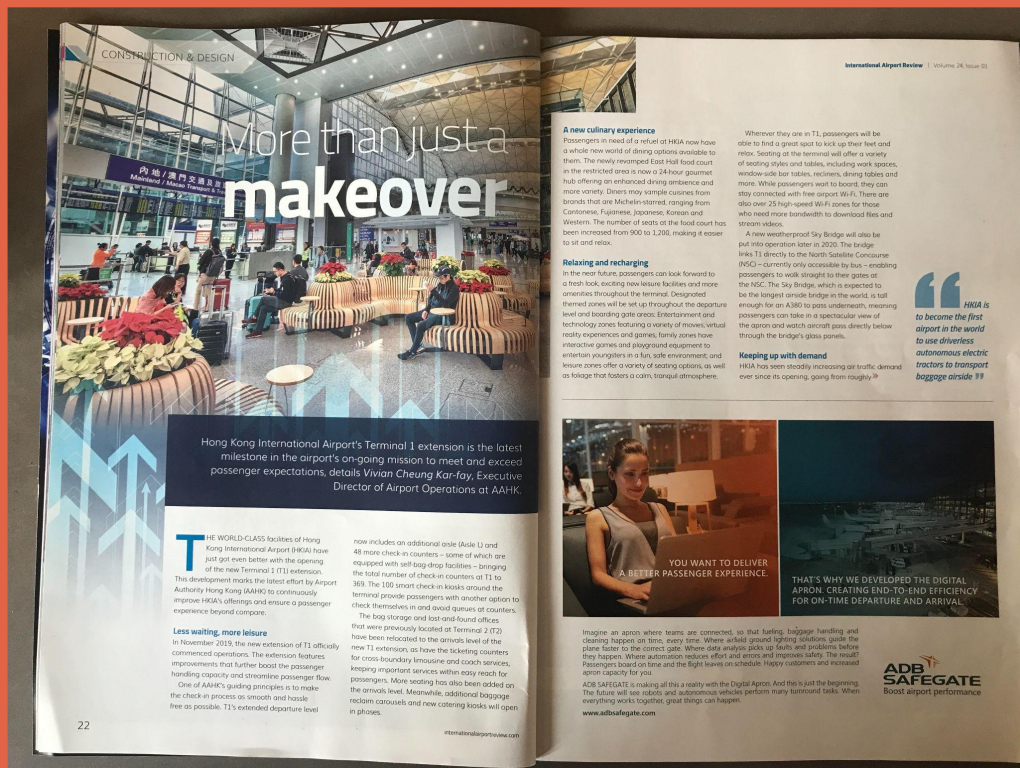 CONSTRUCTION & DESIGN
More than just a
makeover
內地/澳門交通及旅
Mainland / Macao Transport & Tr
Hong Kong International Airport's Terminal 1 extension is the latest
milestone in the airport's on-going mission to meet and exceed
passenger expectations, details Vivian Cheung Kar-fay, Executive
Director of Airport Operations at AAHK.
THE WORLD-CLASS facilities of Hong
Kong International Airport (HKIA) have
just got even better with the opening
of the new Terminal 1 (T1) extension.
This development marks the latest effort by Airport
Authority Hong Kong (AAHK) to continuously
improve HKIA's offerings and ensure a passenger
experience beyond compare.
Less waiting, more leisure
In November 2019, the new extension of T1 officially
commenced operations. The extension features
improvements that further boost the passenger
handling capacity and streamline passenger flow.
One of AAHK's guiding principles is to make
the check-in process as smooth and hassle
free as possible. T1's extended departure level
now includes an additional aisle (Aisle L) and
48 more check-in counters – some of which are
equipped with self-bag-drop facilities – bringing
the total number of check-in counters at T1 to
369. The 100 smart check-in kiosks around the
terminal provide passengers with another option to
check themselves in and avoid queues at counters.
The bag storage and lost-and-found offices
that were previously located at Terminal 2 (T2)
have been relocated to the arrivals level of the
new T1 extension, as have the ticketing counters
for cross-boundary limousine and coach services,
keeping important services within easy reach for
passengers. More seating has also been added on
the arrivals level. Meanwhile, additional baggage
reclaim carousels and new catering kiosks will open
in phases.
22
internationalairportreview.com
International Airport Review | Volume 24, Issue 01
A new culinary experience
Passengers in need of a refuel at HKIA now have
a whole new world of dining options available to
them. The newly revamped East Hall food court
in the restricted area is now a 24-hour gourmet
hub offering an enhanced dining ambience and
more variety. Diners may sample cuisines from
brands that are Michelin-starred, ranging from
Cantonese, Fujianese, Japanese, Korean and
Western. The number of seats at the food court has
been increased from 900 to 1,200, making it easier
to sit and relax.
Relaxing and recharging
In the near future, passengers can look forward to
a fresh look, exciting new leisure facilities and more
amenities throughout the terminal. Designated
themed zones will be set up throughout the departure
level and boarding gate areas: Entertainment and
technology zones featuring a variety of movies, virtual
reality experiences and games; family zones have
interactive games and playground equipment to
entertain youngsters in a fun, safe environment; and
leisure zones offer a variety of seating options, as well
as foliage that fosters a calm, tranquil atmosphere.
Wherever they are in T1, passengers will be
able to find a great spot to kick up their feet and
relax. Seating at the terminal will offer a variety
of seating styles and tables, including work spaces,
window-side bar tables, recliners, dining tables and
more. While passengers wait to board, they can
stay connected with free airport Wi-Fi. There are
also over 25 high-speed Wi-Fi zones for those
who need more bandwidth to download files and
stream videos.
A new weatherproof Sky Bridge will also be
put into operation later in 2020. The bridge
links T1 directly to the North Satellite Concourse
(NSC) – currently only accessible by bus – enabling
passengers to walk straight to their gates at
the NSC. The Sky Bridge, which is expected to
be the longest airside bridge in the world, is tall
enough for an A380 to pass underneath, meaning
passengers can take in a spectacular view of
the apron and watch aircraft pass directly below
through the bridge's glass panels.
Keeping up with demand
HKIA has seen steadily increasing air traffic demand
ever since its opening, going from roughly »
“ HKIA is
to become the first
airport in the world
to use driverless
autonomous electric
tractors to transport
baggage airside ”
YOU WANT TO DELIVER
A BETTER PASSENGER EXPERIENCE.
THAT'S WHY WE DEVELOPED THE DIGITAL
APRON. CREATING END-TO-END EFFICIENCY
FOR ON-TIME DEPARTURE AND ARRIVAL.
Imagine an apron where teams are connected, so that fueling, baggage handling and
cleaning happen on time, every time. Where airfield ground lighting solutions guide the
plane faster to the correct gate. Where data analysis picks up faults and problems before
they happen. Where automation reduces effort and errors and improves safety. The result?
Passengers board on time and the flight leaves on schedule. Happy customers and increased
apron capacity for you.
ADB SAFEGATE is making all this a reality with the Digital Apron. And this is just the beginning.
The future will see robots and autonomous vehicles perform many turnround tasks. When
everything works together, great things can happen.
www.adbsafegate.com
ADB
SAFEGATE
Boost airport performance